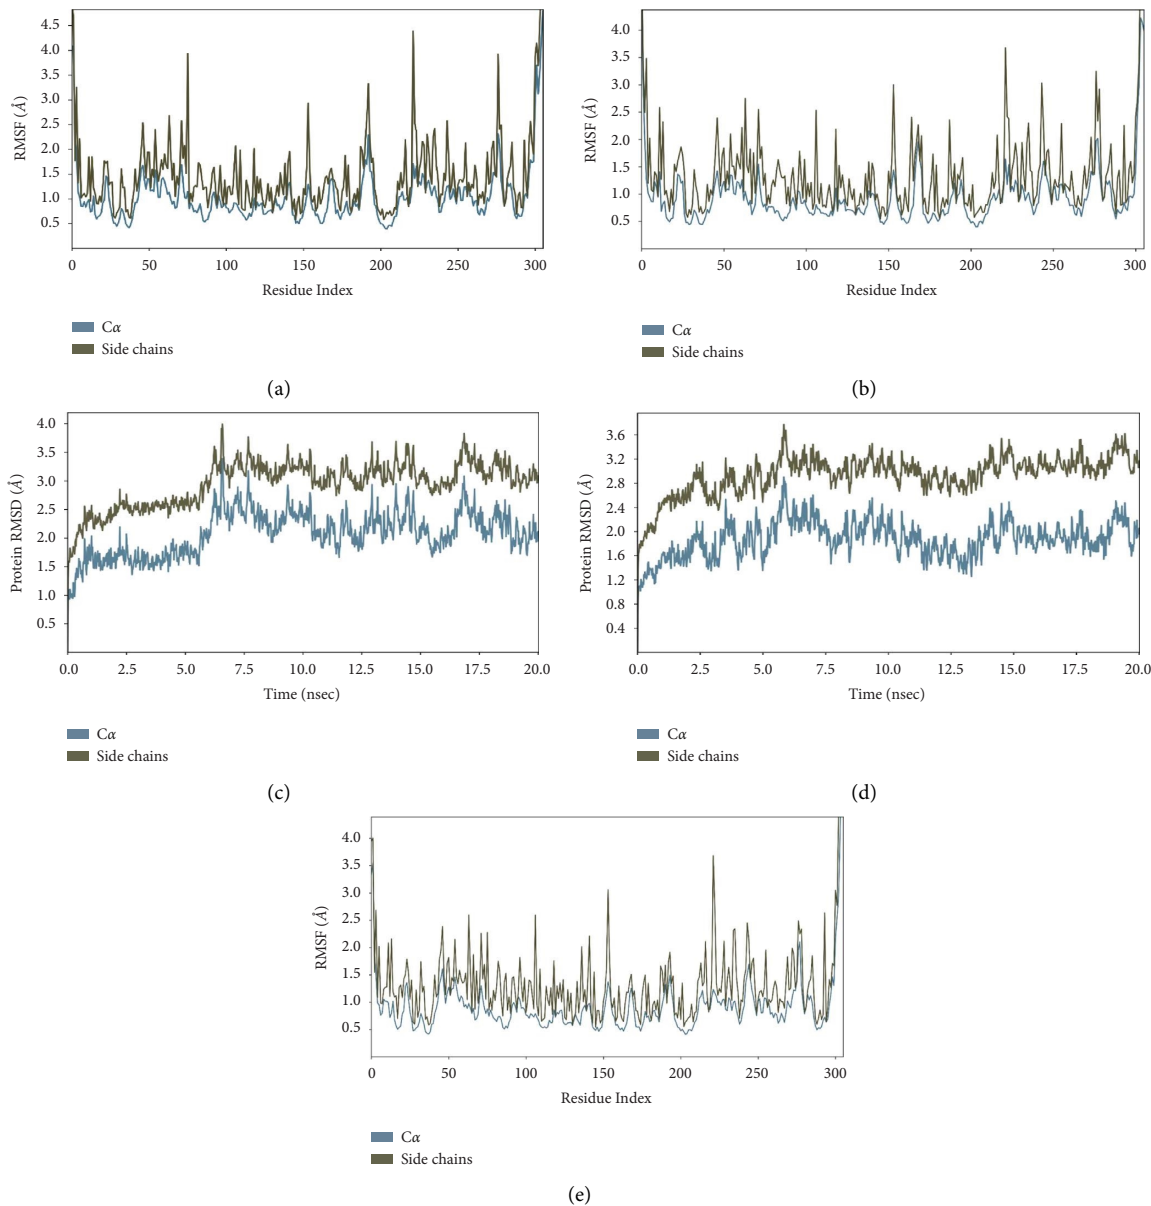 RMSF (Å)
4.5
4.0
3.5
3.0
2.5
2.0
1.5
1.0
0.5
0 50 100 150 200 250 300
Residue Index
Cα
Side chains
(a)
RMSF (Å)
4.0
3.5
3.0
2.5
2.0
1.5
1.0
0.5
0 50 100 150 200 250 300
Residue Index
Cα
Side chains
(b)
Protein RMSD (Å)
4.0
3.5
3.0
2.5
2.0
1.5
1.0
0.5
0.0 2.5 5.0 7.5 10.0 12.5 15.0 17.5 20.0
Time (nsec)
Cα
Side chains
(c)
Protein RMSD (Å)
3.6
3.2
2.8
2.4
2.0
1.6
1.2
0.8
0.4
0.0 2.5 5.0 7.5 10.0 12.5 15.0 17.5 20.0
Time (nsec)
Cα
Side chains
(d)
RMSF (Å)
4.0
3.5
3.0
2.5
2.0
1.5
1.0
0.5
0 50 100 150 200 250 300
Residue Index
Cα
Side chains
(e)